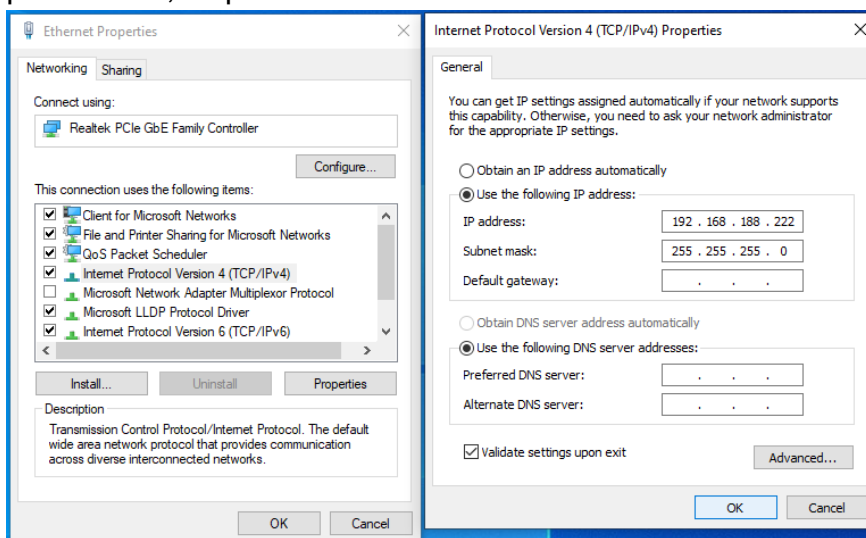 Ethernet Properties
Networking Sharing
Connect using:
Realtek PCIe GbE Family Controller
Configure...
This connection uses the following items:
Client for Microsoft Networks
File and Printer Sharing for Microsoft Networks
QoS Packet Scheduler
Internet Protocol Version 4 (TCP/IPv4)
Microsoft Network Adapter Multiplexor Protocol
Microsoft LLDP Protocol Driver
Internet Protocol Version 6 (TCP/IPv6)
Install... Uninstall Properties
Description
Transmission Control Protocol/Internet Protocol. The default
wide area network protocol that provides communication
across diverse interconnected networks.
OK Cancel
Internet Protocol Version 4 (TCP/IPv4) Properties
General
You can get IP settings assigned automatically if your network supports
this capability. Otherwise, you need to ask your network administrator
for the appropriate IP settings.
Obtain an IP address automatically
Use the following IP address:
IP address: 192 . 168 . 188 . 222
Subnet mask: 255 . 255 . 255 . 0
Default gateway: . . .
Obtain DNS server address automatically
Use the following DNS server addresses:
Preferred DNS server: . . .
Alternate DNS server: . . .
Validate settings upon exit
Advanced...
OK Cancel